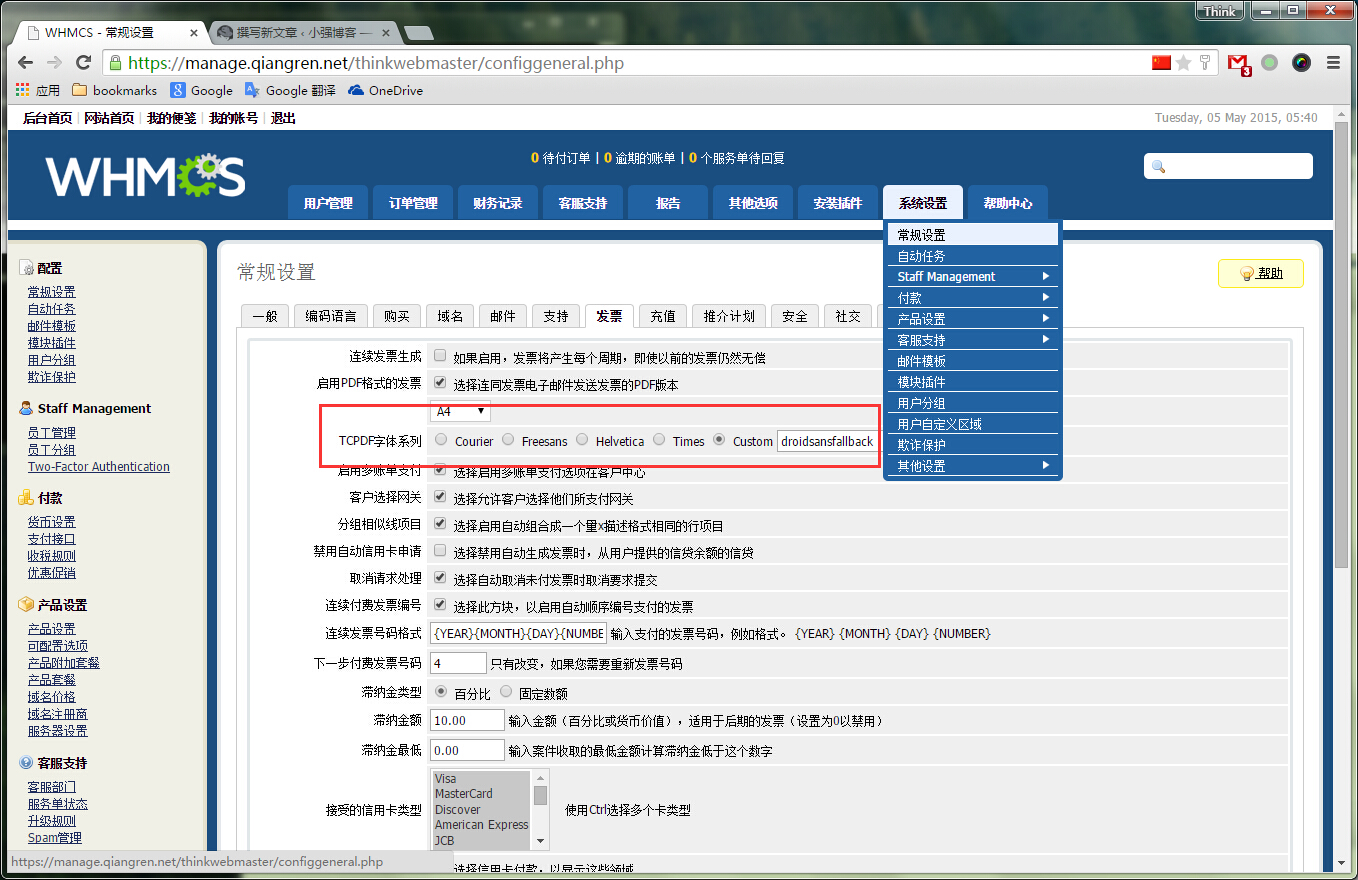 Think
WHMCS - 常规设置
撰写新文章 ‹ 小强博客 —
https://manage.qiangren.net/thinkwebmaster/configgeneral.php
3
应用 bookmarks Google Google 翻译 OneDrive
后台首页 | 网站首页 | 我的便笺 | 我的帐号 | 退出
Tuesday, 05 May 2015, 05:40
WHMCS
0 待付订单 | 0 逾期的账单 | 0 个服务单待回复
用户管理 订单管理 财务记录 客服支持 报告 其他选项 安装插件 系统设置 帮助中心
常规设置
自动任务
Staff Management
付款
产品设置
客服支持
邮件模板
模块插件
用户分组
用户自定义区域
欺诈保护
其他设置
配置
常规设置
自动任务
邮件模板
模块插件
用户分组
欺诈保护
Staff Management
员工管理
员工分组
Two-Factor Authentication
付款
货币设置
支付接口
收税规则
优惠促销
产品设置
产品设置
可配置选项
产品附加套餐
产品套餐
域名价格
域名注册商
服务器设置
客服支持
客服部门
服务单状态
升级规则
Spam管理
常规设置
帮助
一般 编码语言 购买 域名 邮件 支持 发票 充值 推介计划 安全 社交
连续发票生成 如果启用，发票将产生每个周期，即使以前的发票仍然无偿
启用PDF格式的发票 选择连同发票电子邮件发送发票的PDF版本
A4
TCPDF字体系列 Courier Freesans Helvetica Times Custom droidsansfallback
启用多账单支付 选择启用多账单支付选项在客户中心
客户选择网关 选择允许客户选择他们所支付网关
分组相似线项目 选择启用自动组合成一个量x描述格式相同的行项目
禁用自动信用卡申请 选择禁用自动生成发票时，从用户提供的信贷余额的信贷
取消请求处理 选择自动取消未付发票时取消要求提交
连续付费发票编号 选择此方块，以启用自动顺序编号支付的发票
连续发票号码格式 {YEAR}{MONTH}{DAY}{NUMBE 输入支付的发票号码，例如格式。 {YEAR} {MONTH} {DAY} {NUMBER}
下一步付费发票号码 4 只有改变，如果您需要重新发票号码
滞纳金类型 百分比 固定数额
滞纳金额 10.00 输入金额（百分比或货币价值），适用于后期的发票（设置为0以禁用）
滞纳金最低 0.00 输入案件收取的最低金额计算滞纳金低于这个数字
接受的信用卡类型 使用Ctrl选择多个卡类型
Visa
MasterCard
Discover
American Express
JCB
选择信用卡付款，以显示这些领域
https://manage.qiangren.net/thinkwebmaster/configgeneral.php